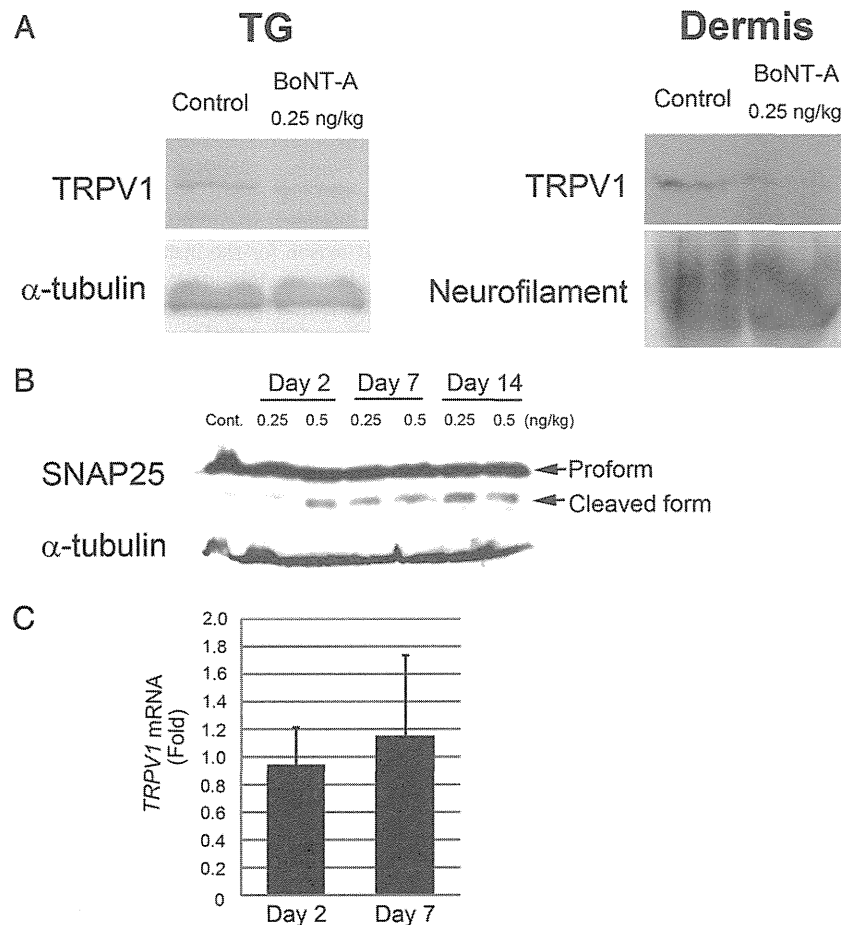 A
TG
Dermis
Control
BoNT-A
0.25 ng/kg
Control
BoNT-A
0.25 ng/kg
TRPV1
TRPV1
α-tubulin
Neurofilament
B
Day 2
Day 7
Day 14
Cont.
0.25
0.5
0.25
0.5
0.25
0.5
(ng/kg)
SNAP25
Proform
Cleaved form
α-tubulin
C
TRPV1 mRNA
(Fold)
2.0
1.8
1.6
1.4
1.2
1.0
0.8
0.6
0.4
0.2
0
Day 2
Day 7